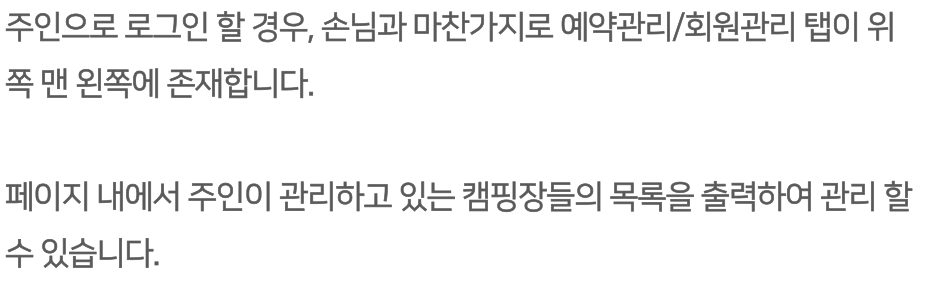 주인으로 로그인 할 경우, 손님과 마찬가지로 예약관리/회원관리 탭이 위
쪽 맨 왼쪽에 존재합니다.
페이지 내에서 주인이 관리하고 있는 캠핑장들의 목록을 출력하여 관리 할
수 있습니다.